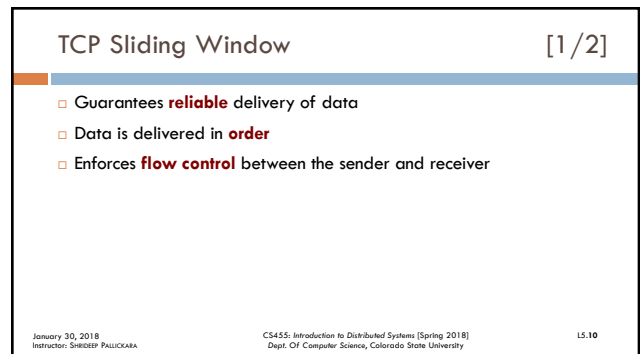 TCP Sliding Window [1/2]
Guarantees reliable delivery of data
Data is delivered in order
Enforces flow control between the sender and receiver
January 30, 2018
Instructor: SHRIDEEP PALLICKARA
CS455: Introduction to Distributed Systems [Spring 2018]
Dept. Of Computer Science, Colorado State University
L5.10